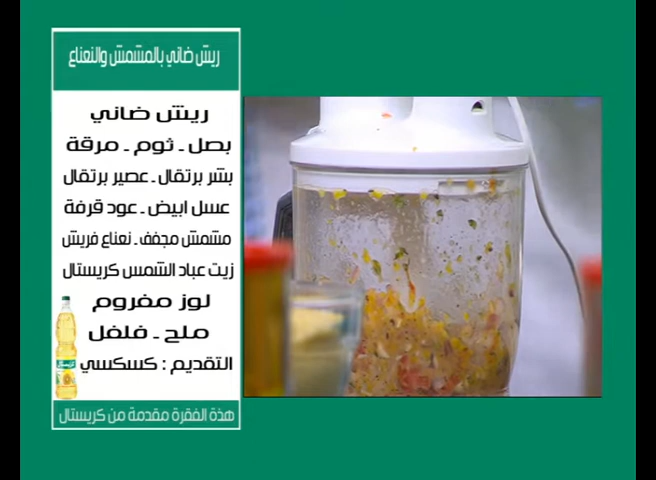 ريش ضاني بالمشمش والنعناع
ريش ضاني
بصل - ثوم - مرقة
بشر برتقال - عصير برتقال
عسل ابيض - عود قرفة
مشمش مجفف - نعناع فريش
زيت عباد الشمس كريستال
لوز مفروم
ملح - فلفل
التقديم : كسكسي
هذة الفقرة مقدمة من كريستال